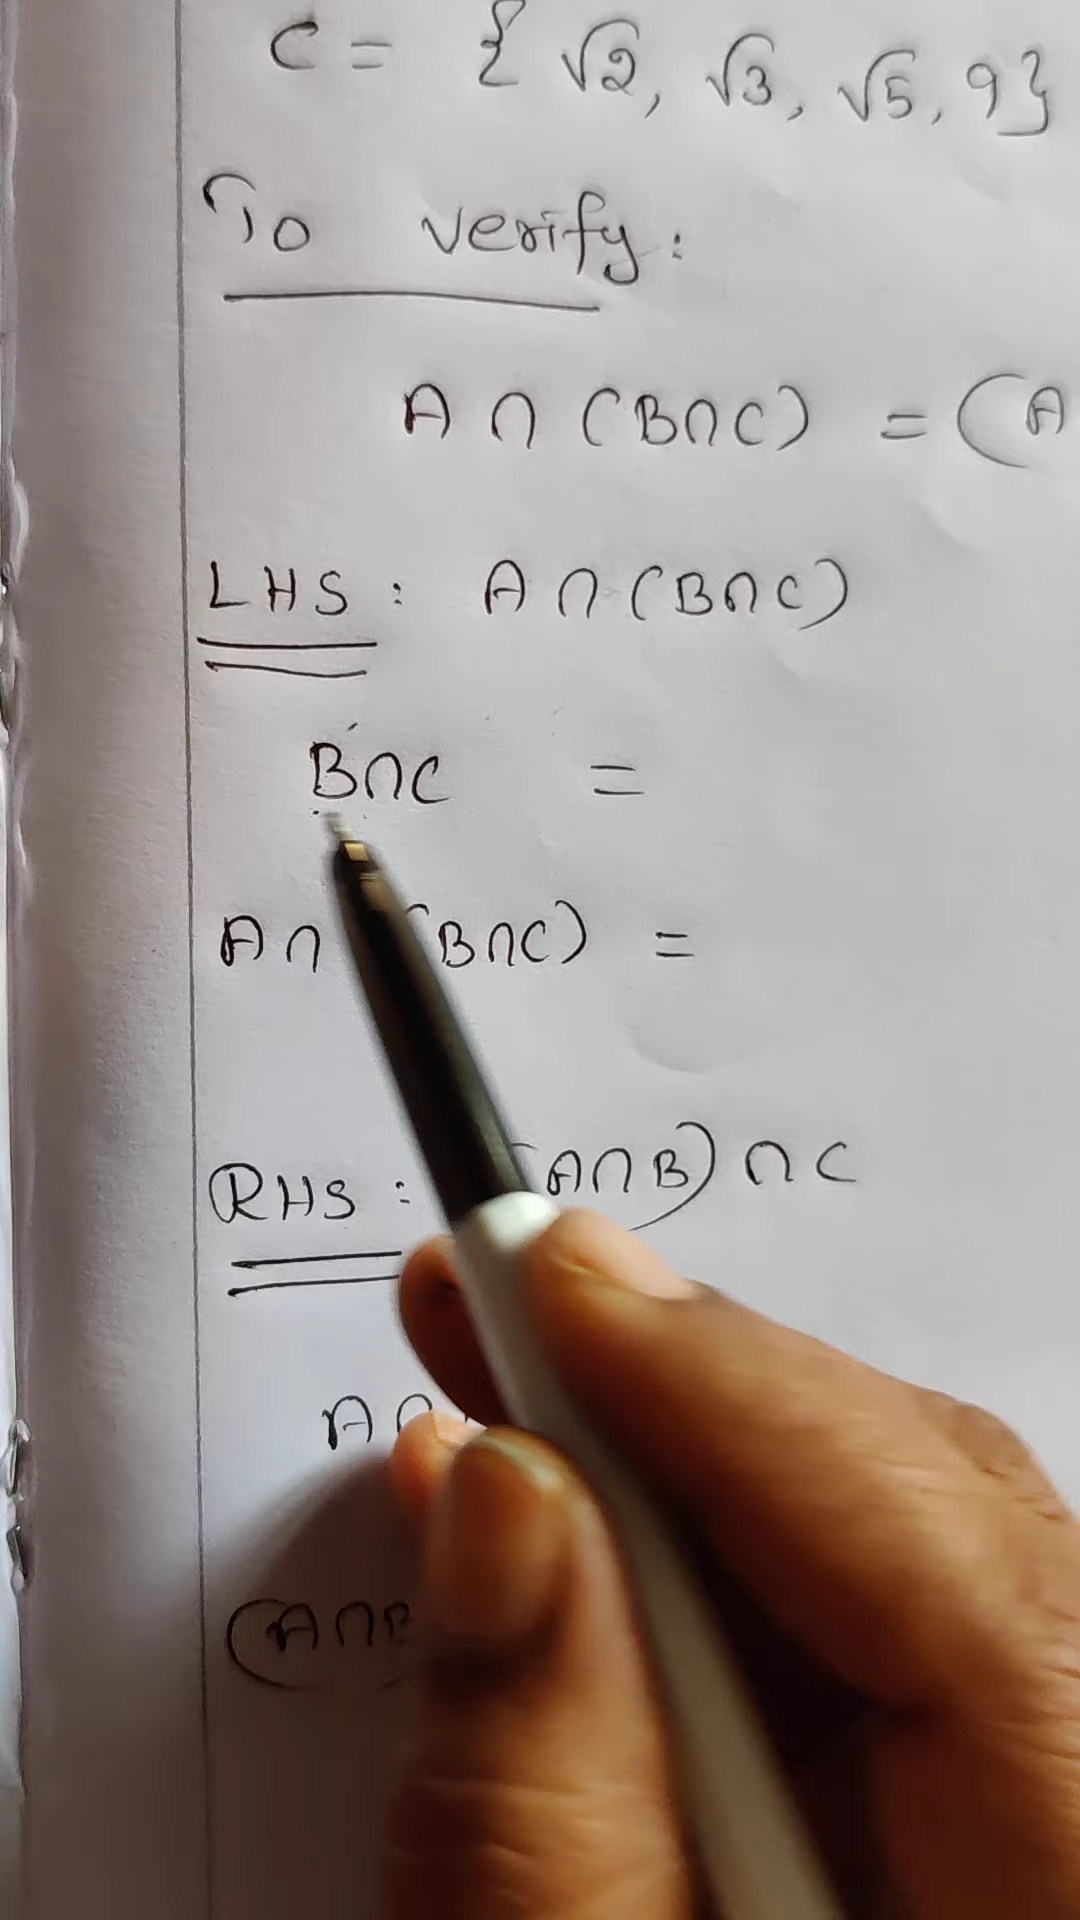 C = { √2, √3, √5, 9}
To verify:
A ∩ (B∩C) = (A
LHS : A ∩ (B∩C)
B∩C =
A ∩ (B∩C) =
RHS : (A∩B) ∩ C
A∩
(A∩B